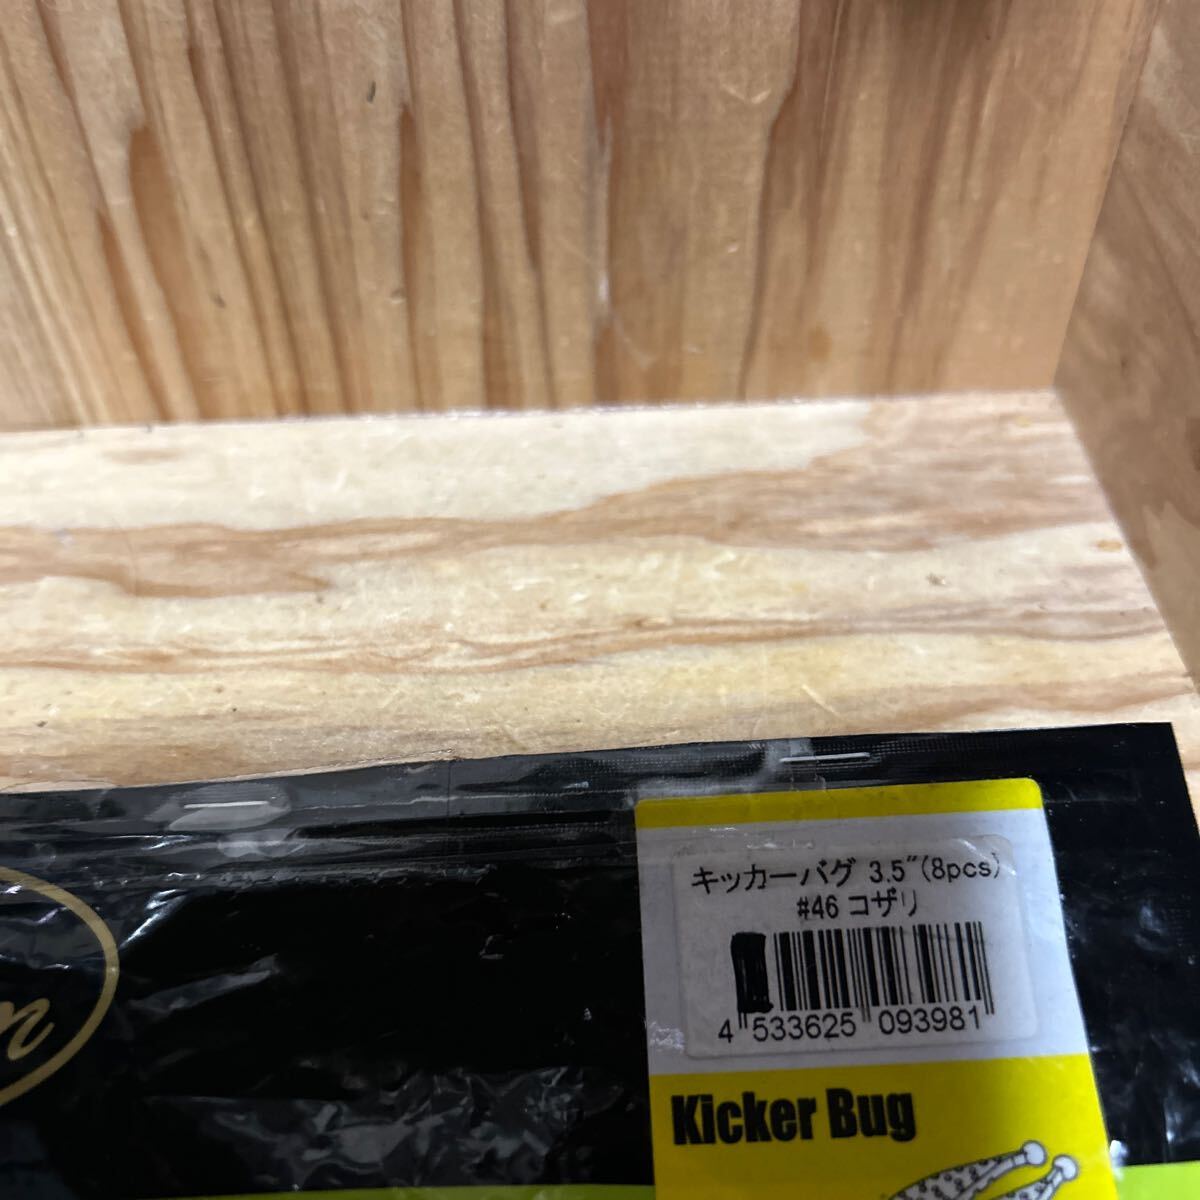 キッカーバグ 3.5"(8pcs)
#46 コザリ
4 533625 093981
Kicker Bug